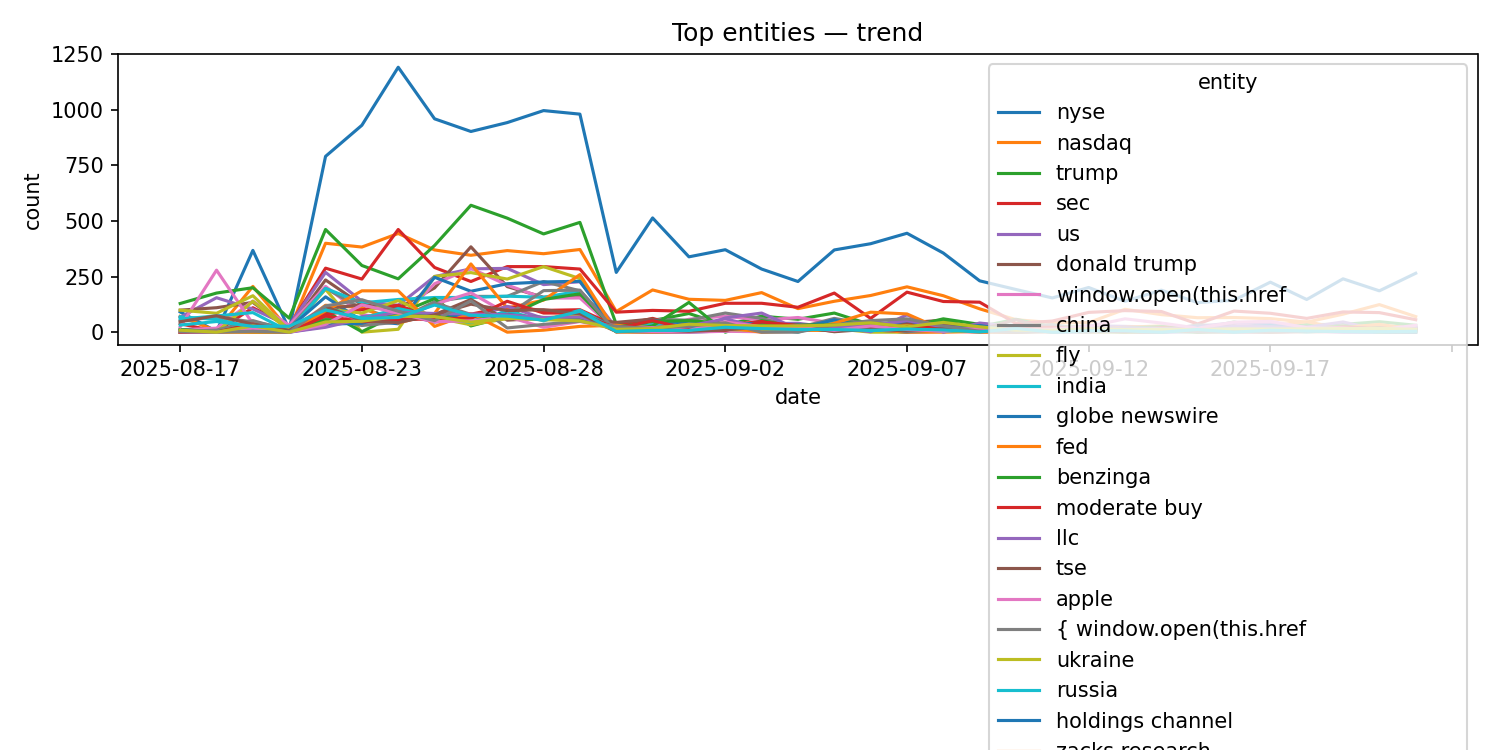 Top entities — trend
1250
1000
750
500
250
0
count
2025-08-17
2025-08-23
2025-08-28
2025-09-02
2025-09-07
2025-09-12
2025-09-17
date
entity
nyse
nasdaq
trump
sec
us
donald trump
window.open(this.href
china
fly
india
globe newswire
fed
benzinga
moderate buy
llc
tse
apple
{ window.open(this.href
ukraine
russia
holdings channel
zacks research